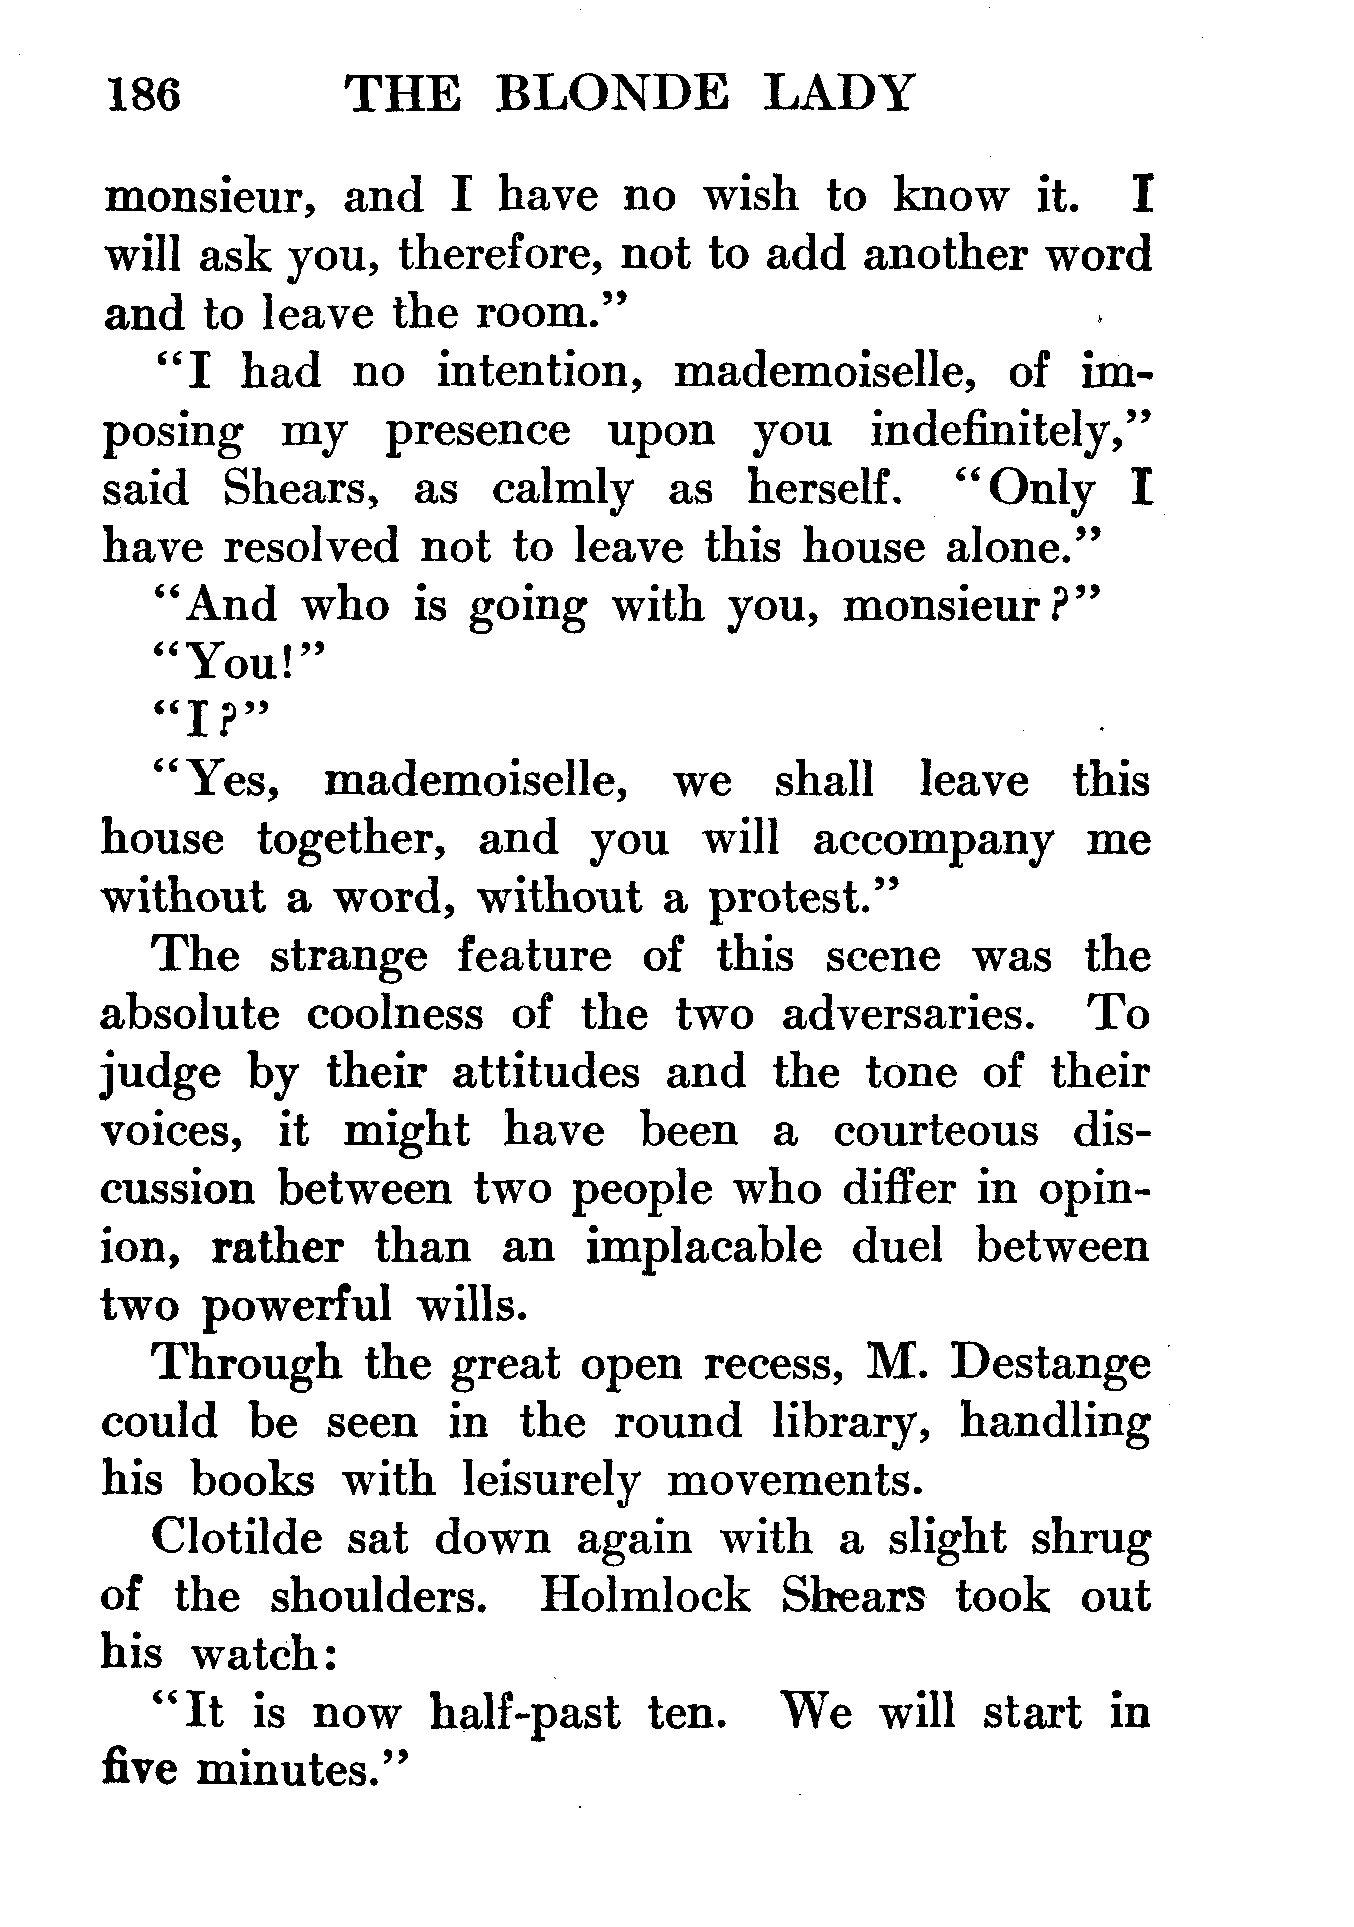 186 THE BLONDE LADY
monsieur, and I have no wish to know it. I
will ask you, therefore, not to add another word
and to leave the room."
"I had no intention, mademoiselle, of im-
posing my presence upon you indefinitely,"
said Shears, as calmly as herself. "Only I
have resolved not to leave this house alone."
"And who is going with you, monsieur?"
"You!"
"I?"
"Yes, mademoiselle, we shall leave this
house together, and you will accompany me
without a word, without a protest."
The strange feature of this scene was the
absolute coolness of the two adversaries. To
judge by their attitudes and the tone of their
voices, it might have been a courteous dis-
cussion between two people who differ in opin-
ion, rather than an implacable duel between
two powerful wills.
Through the great open recess, M. Destange
could be seen in the round library, handling
his books with leisurely movements.
Clotilde sat down again with a slight shrug
of the shoulders. Holmlock Shears took out
his watch:
"It is now half-past ten. We will start in
five minutes."